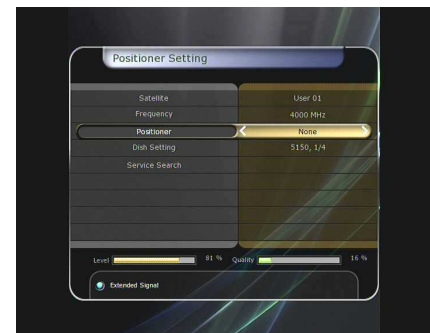 Positioner Setting
Satellite User 01
Frequency 4000 MHz
Positioner None
Dish Setting 5150, 1/4
Service Search
Level 81 % Quality 16 %
Extended Signal